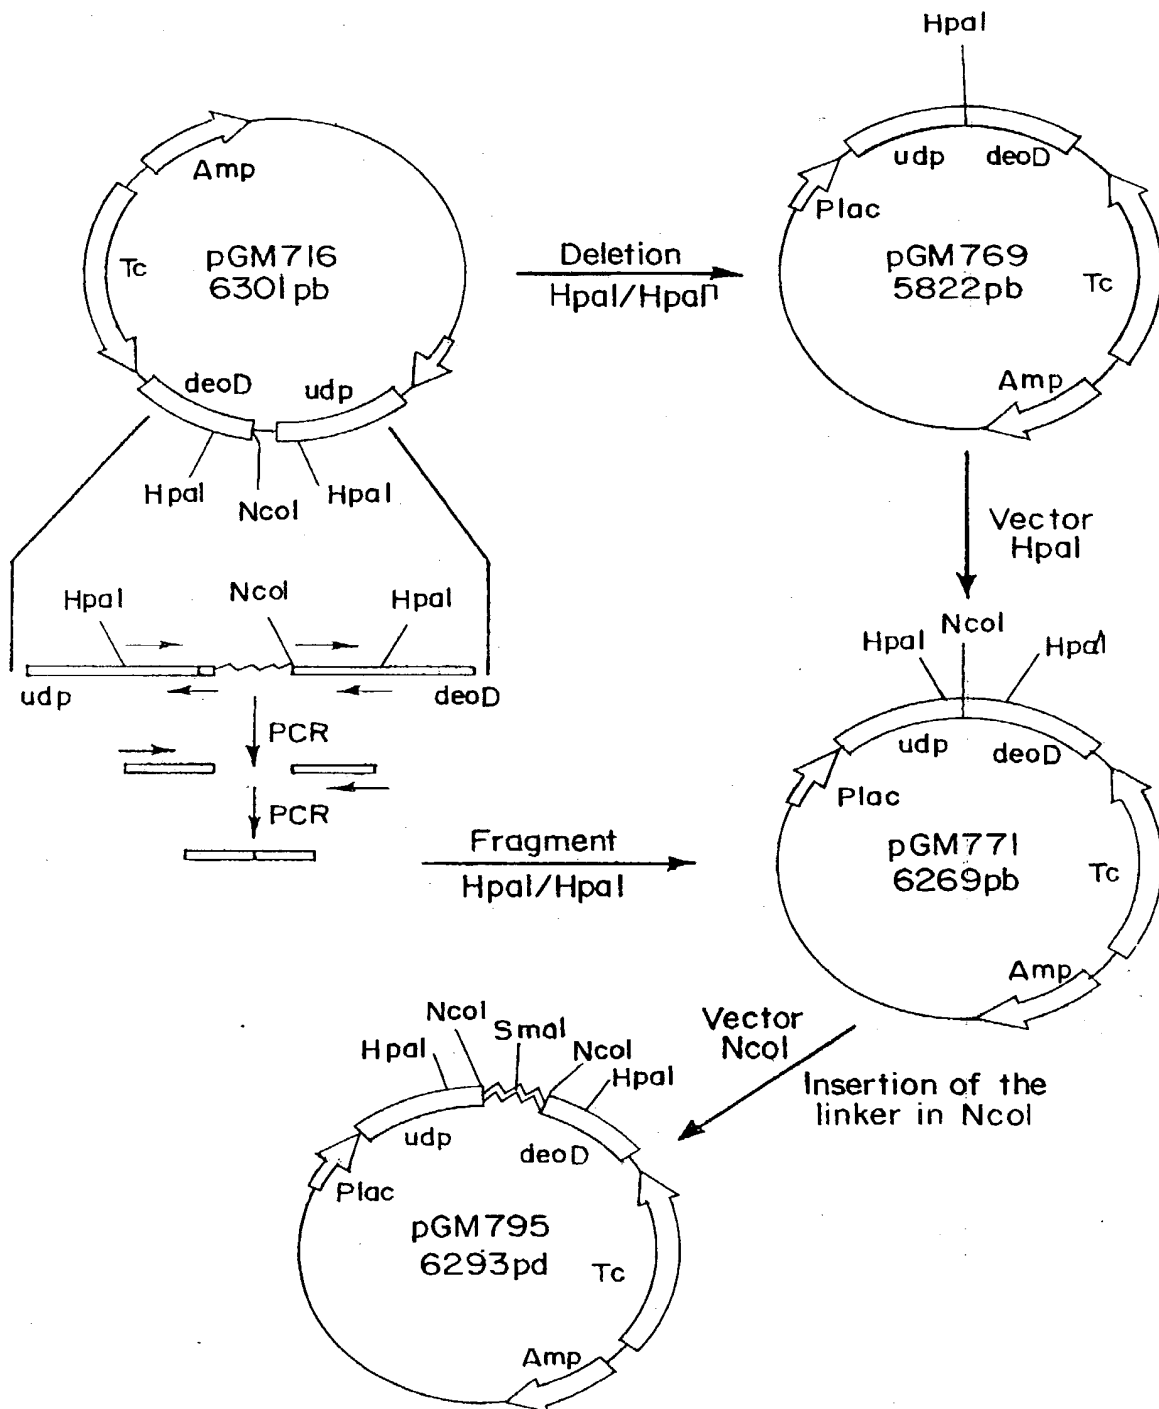 HpaI
Amp
Tc
pGM716
6301pb
deoD
udp
HpaI
NcoI
HpaI
Deletion
HpaI/HpaI
udp
deoD
Plac
pGM769
5822pb
Tc
Amp
Vector
HpaI
HpaI
NcoI
HpaI
udp
deoD
PCR
PCR
Fragment
HpaI/HpaI
HpaI
NcoI
HpaI
udp
deoD
Plac
pGM771
6269pb
Tc
Amp
Vector
NcoI
Insertion of the
linker in NcoI
HpaI
NcoI
SmaI
NcoI
HpaI
udp
deoD
Plac
pGM795
6293pd
Tc
Amp